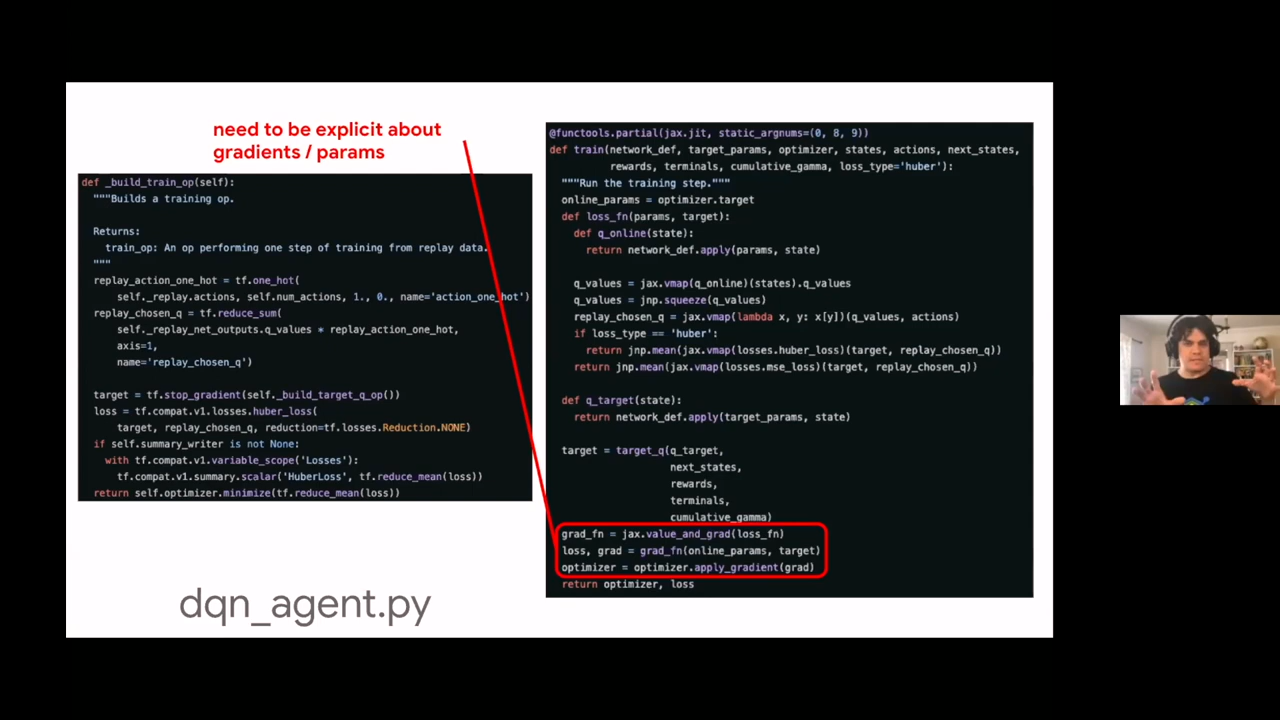 need to be explicit about
gradients / params
def _build_train_op(self):
"""Builds a training op.
Returns:
train_op: An op performing one step of training from replay data.
"""
replay_action_one_hot = tf.one_hot(
self._replay.actions, self.num_actions, 1., 0., name='action_one_hot')
replay_chosen_q = tf.reduce_sum(
self._replay_net_outputs.q_values * replay_action_one_hot,
axis=1,
name='replay_chosen_q')
target = tf.stop_gradient(self._build_target_q_op())
loss = tf.compat.v1.losses.huber_loss(
target, replay_chosen_q, reduction=tf.losses.Reduction.NONE)
if self.summary_writer is not None:
with tf.compat.v1.variable_scope('Losses'):
tf.compat.v1.summary.scalar('HuberLoss', tf.reduce_mean(loss))
return self.optimizer.minimize(tf.reduce_mean(loss))
dqn_agent.py
@functools.partial(jax.jit, static_argnums=(0, 8, 9))
def train(network_def, target_params, optimizer, states, actions, next_states,
rewards, terminals, cumulative_gamma, loss_type='huber'):
"""Run the training step."""
online_params = optimizer.target
def loss_fn(params, target):
def q_online(state):
return network_def.apply(params, state)
q_values = jax.vmap(q_online)(states).q_values
q_values = jnp.squeeze(q_values)
replay_chosen_q = jax.vmap(lambda x, y: x[y])(q_values, actions)
if loss_type == 'huber':
return jnp.mean(jax.vmap(losses.huber_loss)(target, replay_chosen_q))
return jnp.mean(jax.vmap(losses.mse_loss)(target, replay_chosen_q))
def q_target(state):
return network_def.apply(target_params, state)
target = target_q(q_target,
next_states,
rewards,
terminals,
cumulative_gamma)
grad_fn = jax.value_and_grad(loss_fn)
loss, grad = grad_fn(online_params, target)
optimizer = optimizer.apply_gradient(grad)
return optimizer, loss